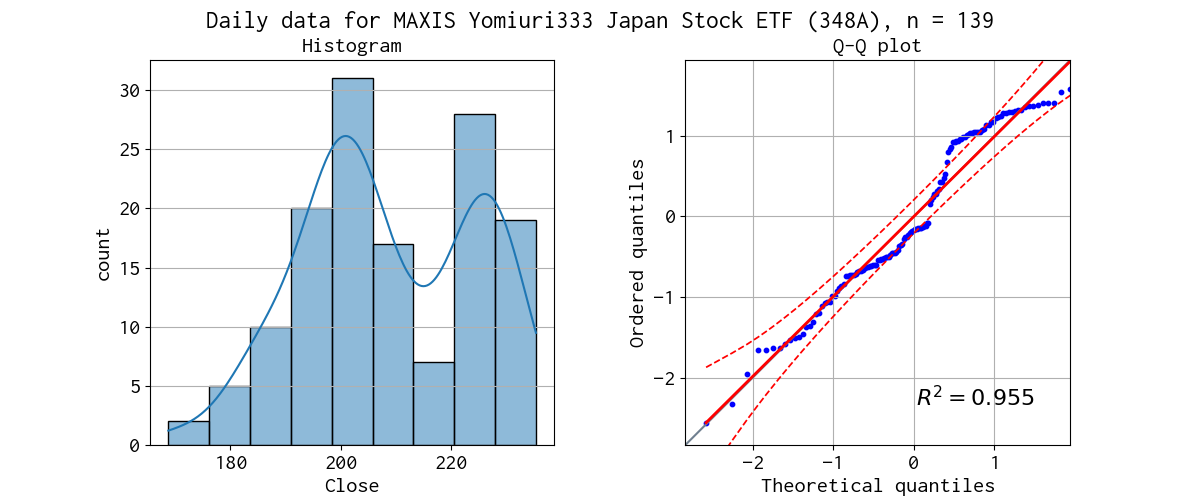 Daily data for MAXIS Yomiuri333 Japan Stock ETF (348A), n = 139
Histogram
30
25
20
15
10
5
0
180 200 220
count
Close
Q-Q plot
1
0
−1
−2
−2 −1 0 1
Ordered quantiles
Theoretical quantiles
R² = 0.955